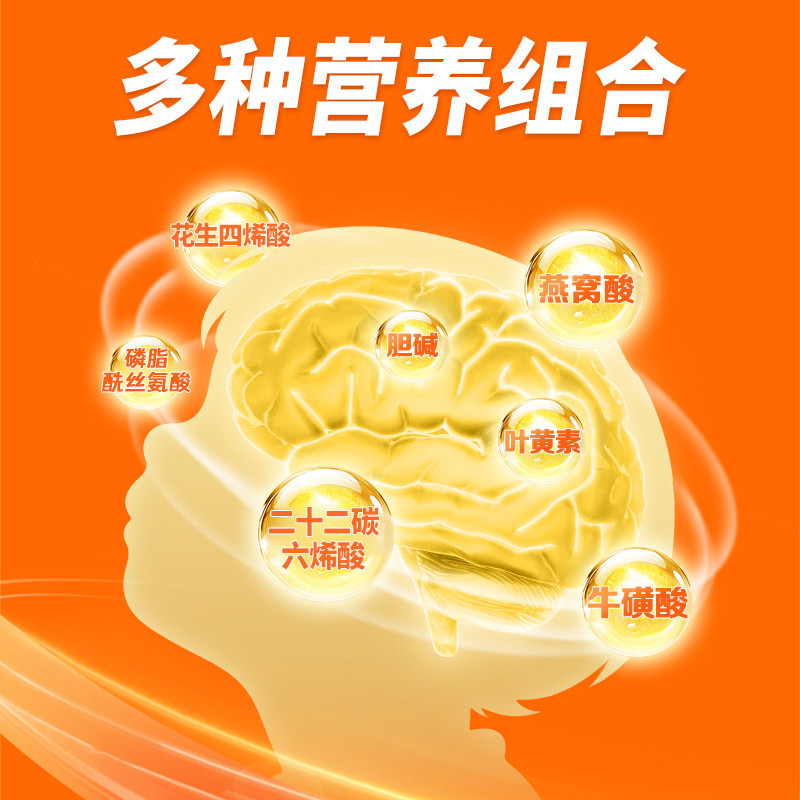 多种营养组合
花生四烯酸
燕窝酸
胆碱
磷脂
酰丝氨酸
叶黄素
二十二碳
六烯酸
牛磺酸